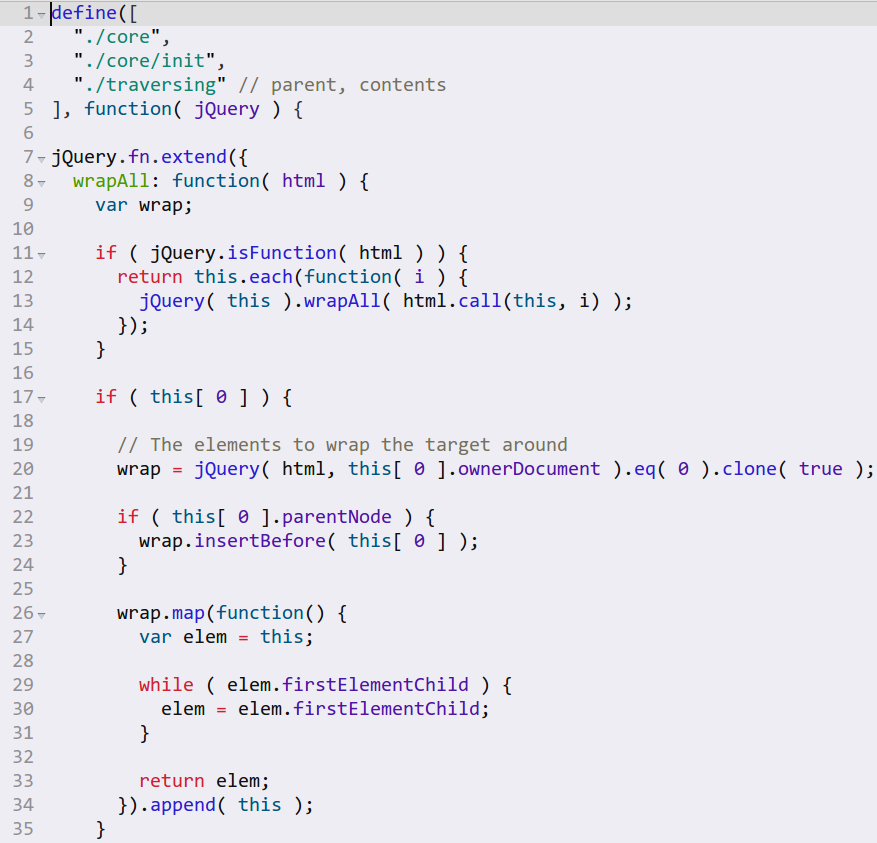 1 define([
2 "./core",
3 "./core/init",
4 "./traversing" // parent, contents
5 ], function( jQuery ) {
6
7 jQuery.fn.extend({
8 wrapAll: function( html ) {
9 var wrap;
10
11 if ( jQuery.isFunction( html ) ) {
12 return this.each(function( i ) {
13 jQuery( this ).wrapAll( html.call(this, i) );
14 });
15 }
16
17 if ( this[ 0 ] ) {
18
19 // The elements to wrap the target around
20 wrap = jQuery( html, this[ 0 ].ownerDocument ).eq( 0 ).clone( true );
21
22 if ( this[ 0 ].parentNode ) {
23 wrap.insertBefore( this[ 0 ] );
24 }
25
26 wrap.map(function() {
27 var elem = this;
28
29 while ( elem.firstElementChild ) {
30 elem = elem.firstElementChild;
31 }
32
33 return elem;
34 }).append( this );
35 }